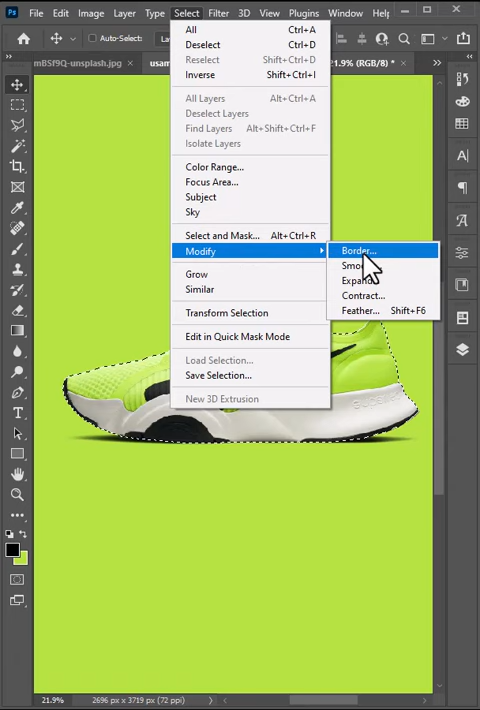 Ps File Edit Image Layer Type Select Filter 3D View Plugins Window Help
Auto-Select:
mBSf9Q-unsplash.jpg × 21.9% (RGB/8) * ×
All Ctrl+A
Deselect Ctrl+D
Reselect Shift+Ctrl+D
Inverse Shift+Ctrl+I
All Layers Alt+Ctrl+A
Deselect Layers
Find Layers Alt+Shift+Ctrl+F
Isolate Layers
Color Range...
Focus Area...
Subject
Sky
Select and Mask... Alt+Ctrl+R
Modify
Border...
Smoo
Expand
Contract...
Feather... Shift+F6
Grow
Similar
Transform Selection
Edit in Quick Mask Mode
Load Selection...
Save Selection...
New 3D Extrusion
21.9% 2696 px x 3719 px (72 ppi)